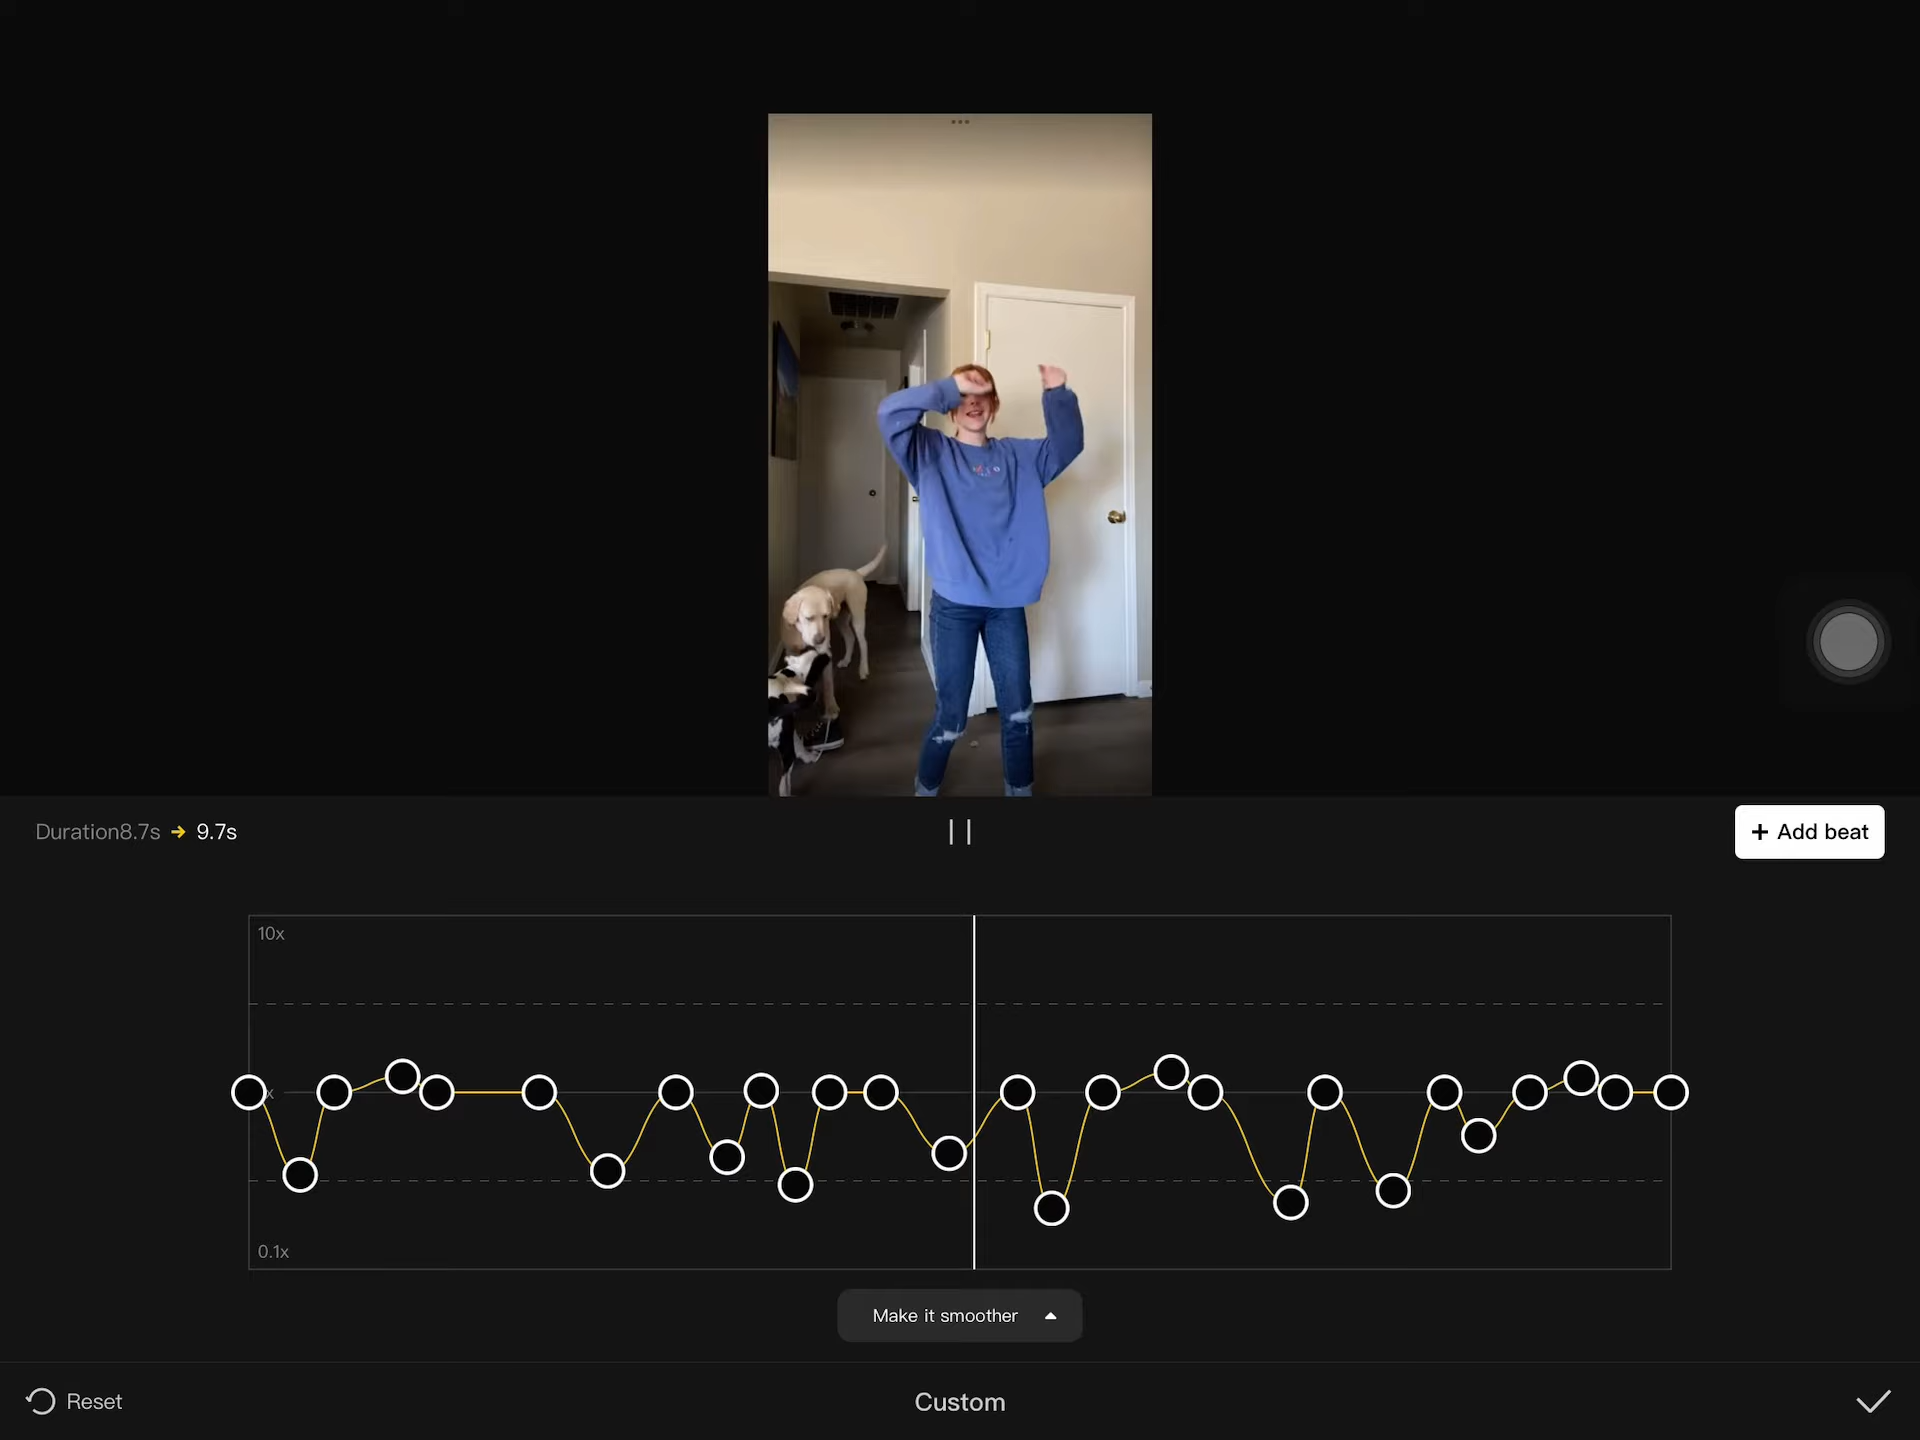 Duration8.7s → 9.7s
+ Add beat
10x
x
0.1x
Make it smoother
Reset
Custom